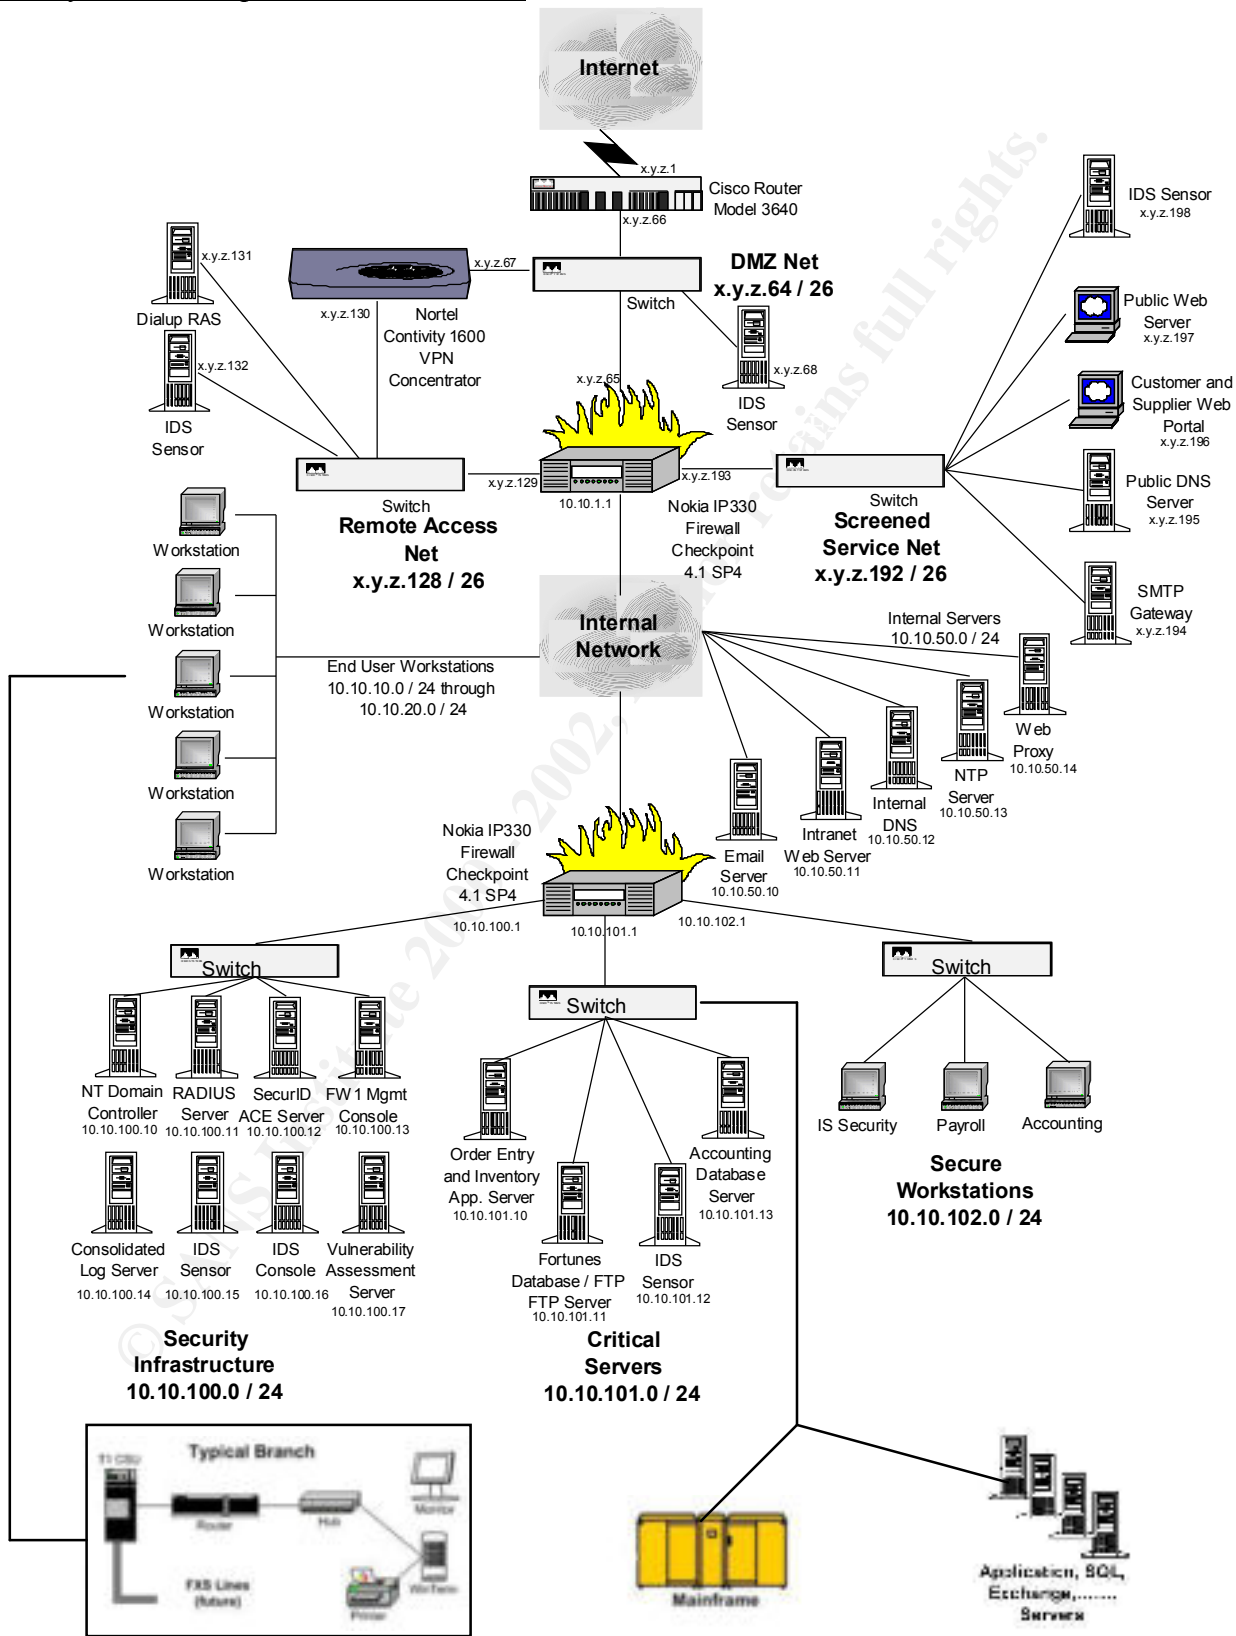 Internet
x.y.z.1
Cisco Router
Model 3640
x.y.z.66
IDS Sensor
x.y.z.198
x.y.z.131
x.y.z.67
DMZ Net
x.y.z.64 / 26
Switch
Dialup RAS
x.y.z.130
Nortel
Contivity 1600
VPN
Concentrator
Public Web
Server
x.y.z.197
x.y.z.132
x.y.z.65
x.y.z.68
IDS
Sensor
IDS
Sensor
Customer and
Supplier Web
Portal
x.y.z.196
x.y.z.129
10.10.1.1
x.y.z.193
Switch
Remote Access
Net
x.y.z.128 / 26
Nokia IP330
Firewall
Checkpoint
4.1 SP4
Switch
Screened
Service Net
x.y.z.192 / 26
Public DNS
Server
x.y.z.195
SMTP
Gateway
x.y.z.194
Workstation
Workstation
Workstation
Workstation
Workstation
End User Workstations
10.10.10.0 / 24 through
10.10.20.0 / 24
Internal
Network
Internal Servers
10.10.50.0 / 24
Web
Proxy
10.10.50.14
NTP
Server
10.10.50.13
Internal
DNS
10.10.50.12
Intranet
Web Server
10.10.50.11
Email
Server
10.10.50.10
Nokia IP330
Firewall
Checkpoint
4.1 SP4
10.10.100.1
10.10.101.1
10.10.102.1
Switch
Switch
Switch
NT Domain
Controller
10.10.100.10
RADIUS
Server
10.10.100.11
SecurID
ACE Server
10.10.100.12
FW1 Mgmt
Console
10.10.100.13
Consolidated
Log Server
10.10.100.14
IDS
Sensor
10.10.100.15
IDS
Console
10.10.100.16
Vulnerability
Assessment
Server
10.10.100.17
Security
Infrastructure
10.10.100.0 / 24
Order Entry
and Inventory
App. Server
10.10.101.10
Fortunes
Database / FTP
FTP Server
10.10.101.11
IDS
Sensor
10.10.101.12
Accounting
Database
Server
10.10.101.13
Critical
Servers
10.10.101.0 / 24
IS Security
Payroll
Accounting
Secure
Workstations
10.10.102.0 / 24
Typical Branch
T1 CSU
Router
Hub
Monitor
WinTerm
Printer
FXS Lines
(future)
Mainframe
Application, SQL,
Exchange,.......
Servers
© SANS Institute 2000 - 2002,
retains full rights.